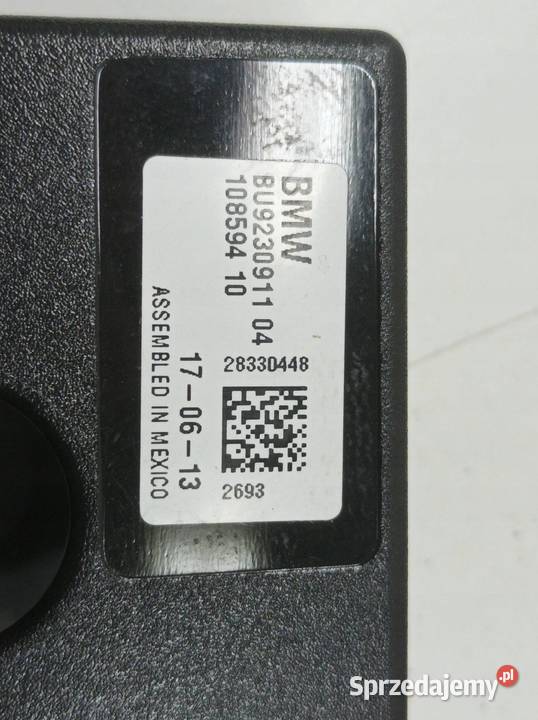 BMW
BU9230911 04
108594 10
28330448
2693
17-06-13
ASSEMBLED IN MEXICO
Sprzedajemy.pl